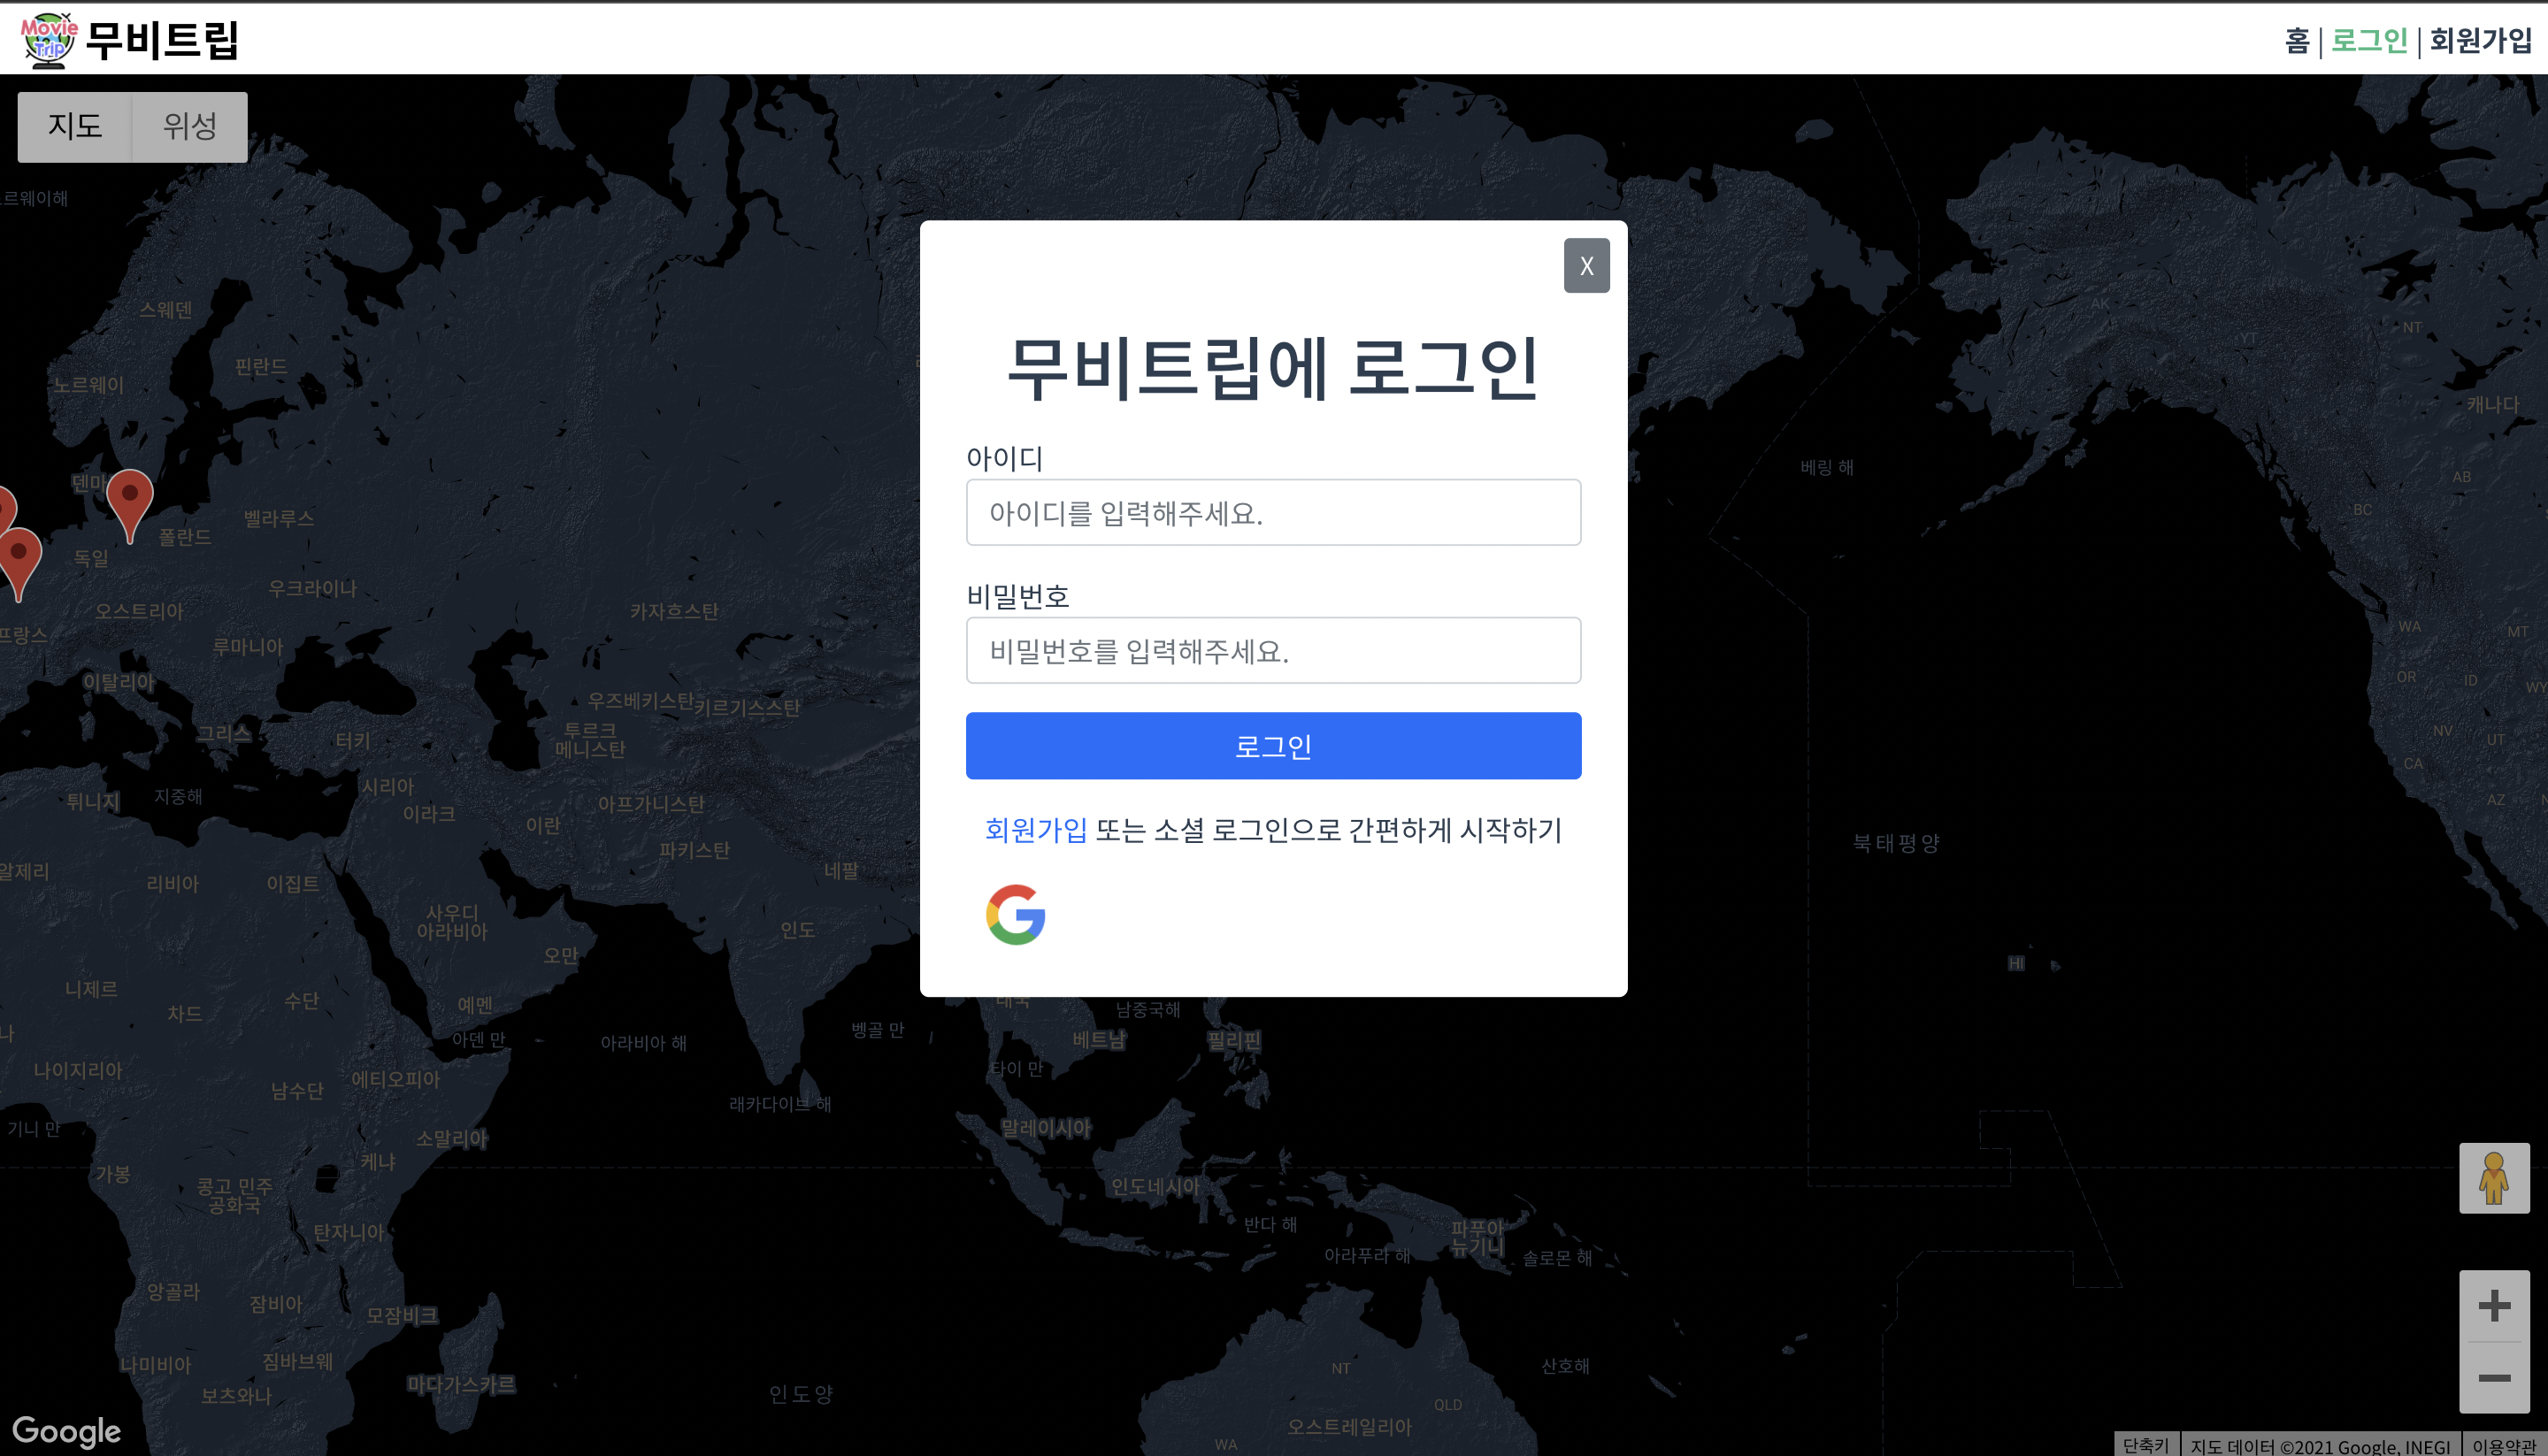 Movie Trip
무비트립
홈 | 로그인 | 회원가입
지도
위성
르웨이해
스웨덴
핀란드
노르웨이
덴마
벨라루스
폴란드
독일
우크라이나
오스트리아
프랑스
루마니아
카자흐스탄
이탈리아
우즈베키스탄
키르기스스탄
그리스
터키
투르크
메니스탄
시리아
튀니지
지중해
이라크
이란
아프가니스탄
파키스탄
네팔
알제리
리비아
이집트
사우디
아라비아
인도
오만
니제르
차드
수단
예멘
아덴 만
아라비아 해
벵골 만
나이지리아
남수단
에티오피아
래카다이브 해
기니 만
소말리아
케냐
가봉
콩고 민주
공화국
탄자니아
앙골라
잠비아
모잠비크
나미비아
짐바브웨
보츠와나
마다가스카르
인도양
X
무비트립에 로그인
아이디
아이디를 입력해주세요.
비밀번호
비밀번호를 입력해주세요.
로그인
회원가입 또는 소셜 로그인으로 간편하게 시작하기
G
태국
남중국해
베트남
필리핀
타이 만
말레이시아
인도네시아
반다 해
아라푸라 해
파푸아
뉴기니
솔로몬 해
산호해
NT
QLD
오스트레일리아
WA
베링 해
북태평양
HI
AK
YT
NT
캐나다
AB
BC
WA
MT
OR
ID
WY
NV
UT
CA
AZ
Google
단축키
지도 데이터 ©2021 Google, INEGI
이용약관